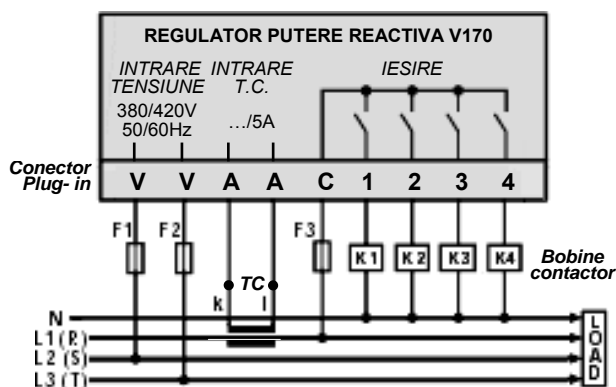 REGULATOR PUTERE REACTIVA V170
INTRARE TENSIUNE
INTRARE T.C.
IESIRE
380/420V
50/60Hz
.../5A
Conector
Plug- in
V V A A C 1 2 3 4
F1 F2 F3
K1 K2 K3 K4
Bobine
contactor
TC
k l
N
L1 (R)
L2 (S)
L3 (T)
LOAD